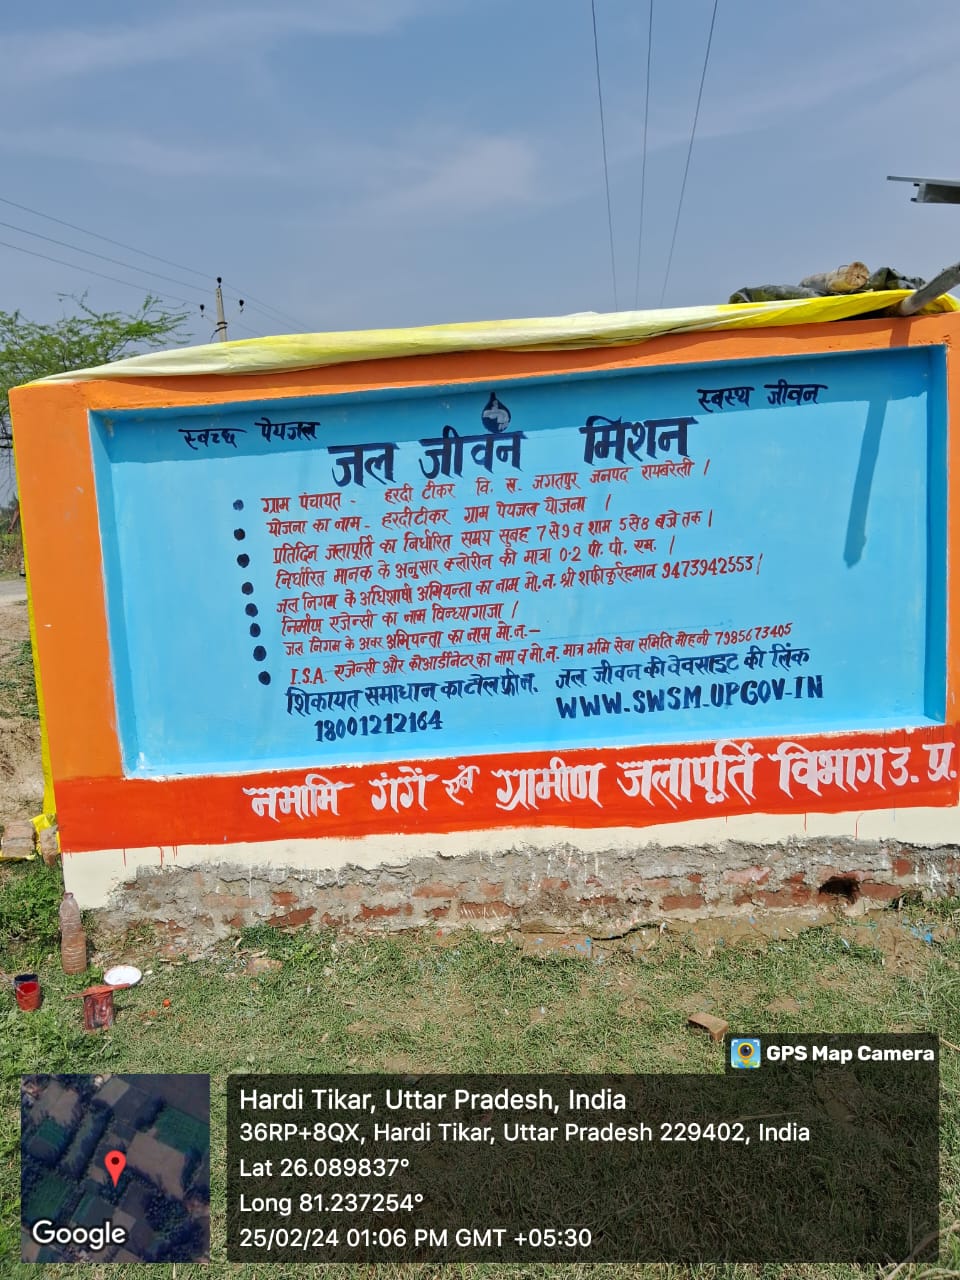 स्वच्छ पेयजल
स्वस्थ जीवन
जल जीवन मिशन
ग्राम पंचायत - हरदी टीकर वि. स. जगतपुर जनपद रायबरेली ।
योजना का नाम - हरदीटीकर ग्राम पेयजल योजना ।
प्रतिदिन जलापूर्ति का निर्धारित समय सुबह 7 से 9 व शाम 5 से 8 बजे तक ।
निर्धारित मानक के अनुसार क्लोरीन की मात्रा 0.2 पी. पी. एम. ।
जल निगम के अधिशाषी अभियन्ता का नाम मो.न. श्री शफीकुर्रहमान 9473942553 ।
निर्माण एजेन्सी का नाम विन्ध्यागाजा ।
जल निगम के अवर अभियन्ता का नाम मो.न.-
I.S.A. एजेन्सी और कोआर्डीनेटर का नाम व मो.न. मात्र भमि सेवा समिति मोहनी 7985673405
शिकायत समाधान का टोल फ्री न. जल जीवन की वेवसाइट की लिंक
18001212164 WWW.SWSM.UPGOV-IN
नमामि गंगें एवं ग्रामीण जलापूर्ति विभाग उ. प्र.
GPS Map Camera
Hardi Tikar, Uttar Pradesh, India
36RP+8QX, Hardi Tikar, Uttar Pradesh 229402, India
Lat 26.089837°
Long 81.237254°
25/02/24 01:06 PM GMT +05:30
Google